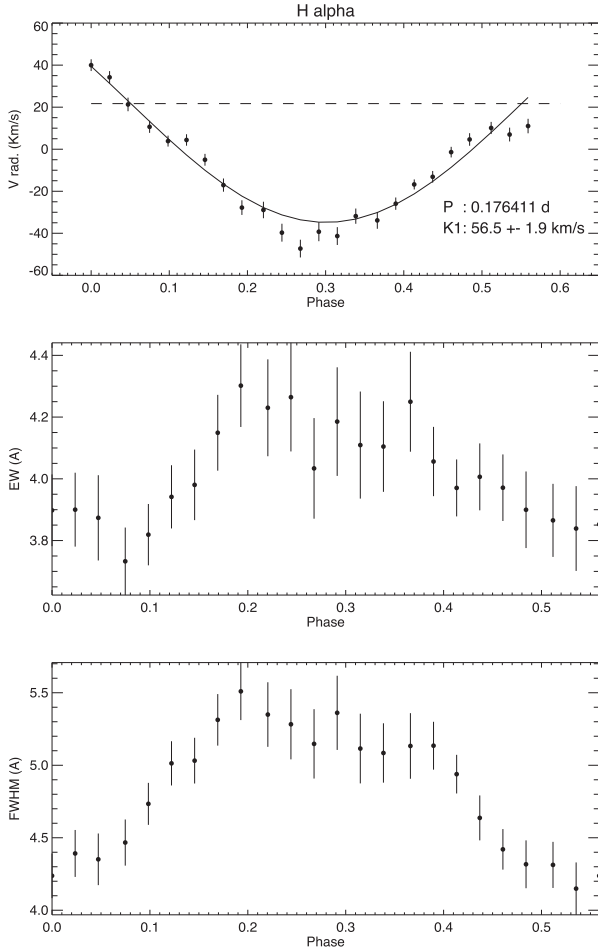 H alpha
60
40
20
0
-20
-40
-60
V rad. (Km/s)
P : 0.176411 d
K1: 56.5 +- 1.9 km/s
0.0 0.1 0.2 0.3 0.4 0.5 0.6
Phase
4.4
4.2
4.0
3.8
EW (A)
0.0 0.1 0.2 0.3 0.4 0.5
Phase
5.5
5.0
4.5
4.0
FWHM (A)
0.0 0.1 0.2 0.3 0.4 0.5
Phase